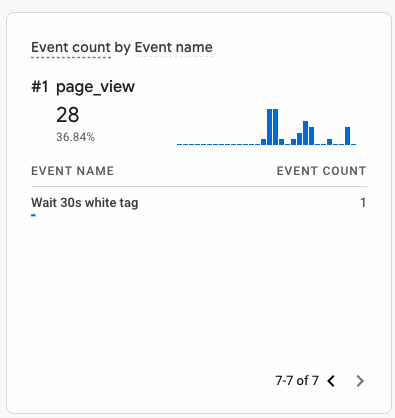 Event count by Event name
#1 page_view
28
36.84%
EVENT NAME EVENT COUNT
Wait 30s white tag 1
7-7 of 7